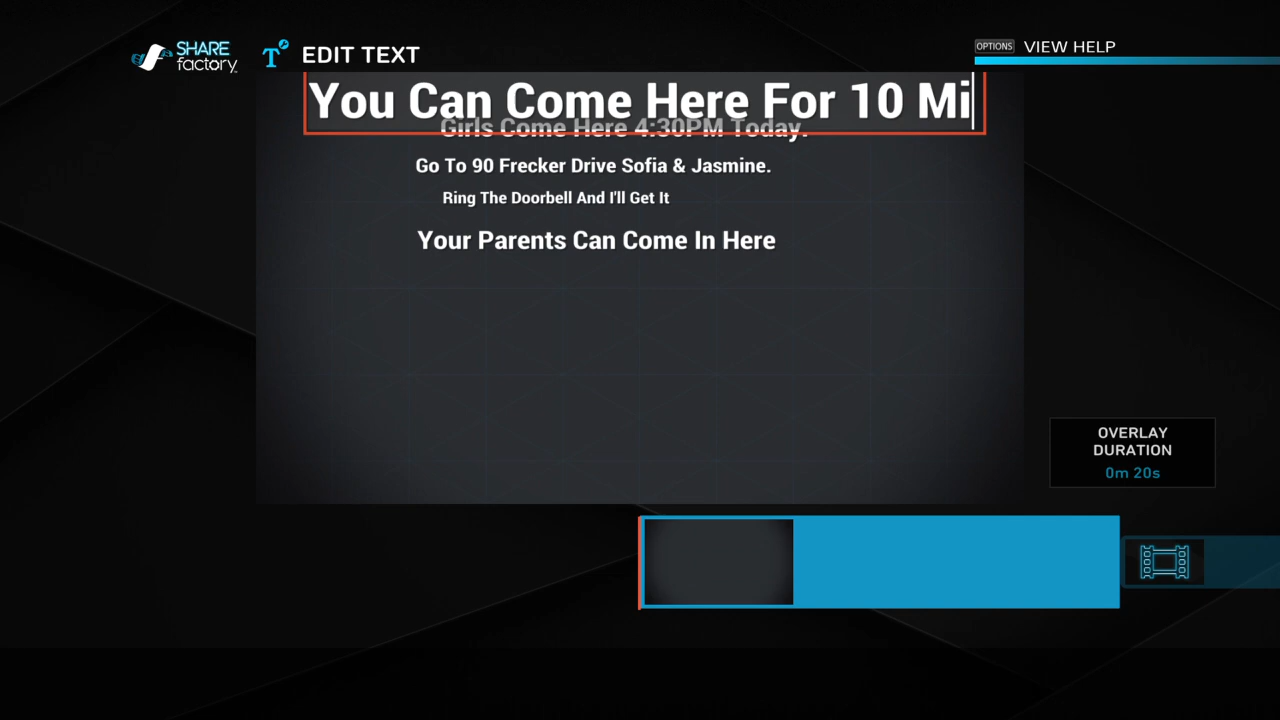 SHARE
factory
EDIT TEXT
OPTIONS VIEW HELP
You Can Come Here For 10 Mi
Girls Come Here 4:30PM Today.
Go To 90 Frecker Drive Sofia & Jasmine.
Ring The Doorbell And I'll Get It
Your Parents Can Come In Here
OVERLAY
DURATION
0m 20s